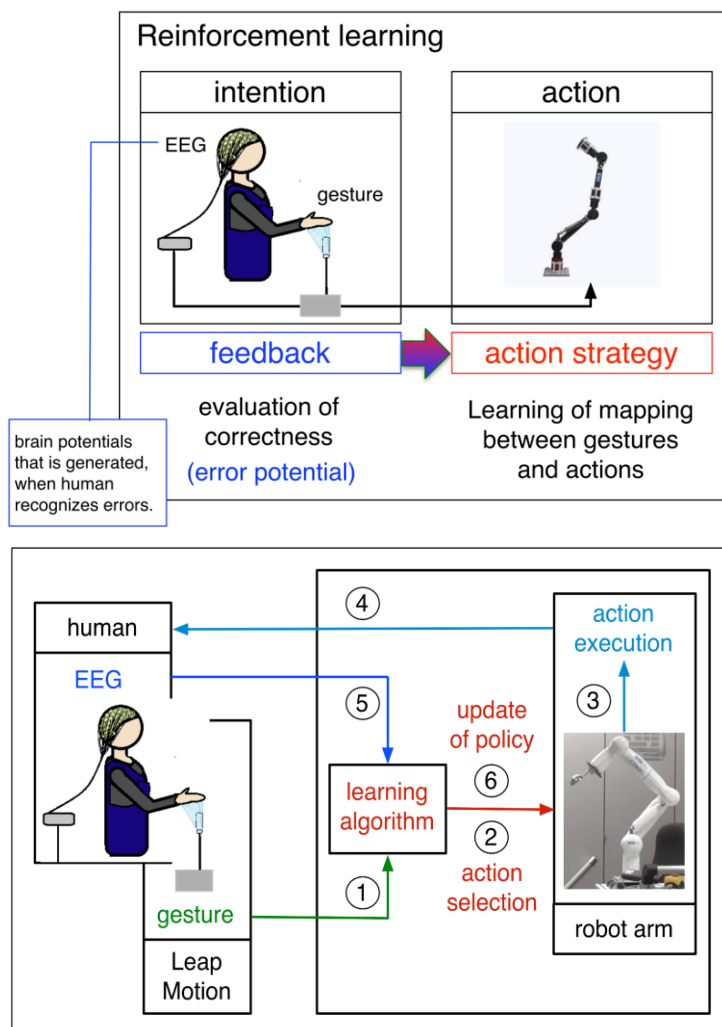 Reinforcement learning
intention
action
EEG
gesture
feedback
action strategy
evaluation of
correctness
(error potential)
Learning of mapping
between gestures
and actions
brain potentials
that is generated,
when human
recognizes errors.
4
human
action
execution
EEG
5
3
update
of policy
6
learning
algorithm
2
1
action
selection
gesture
robot arm
Leap
Motion